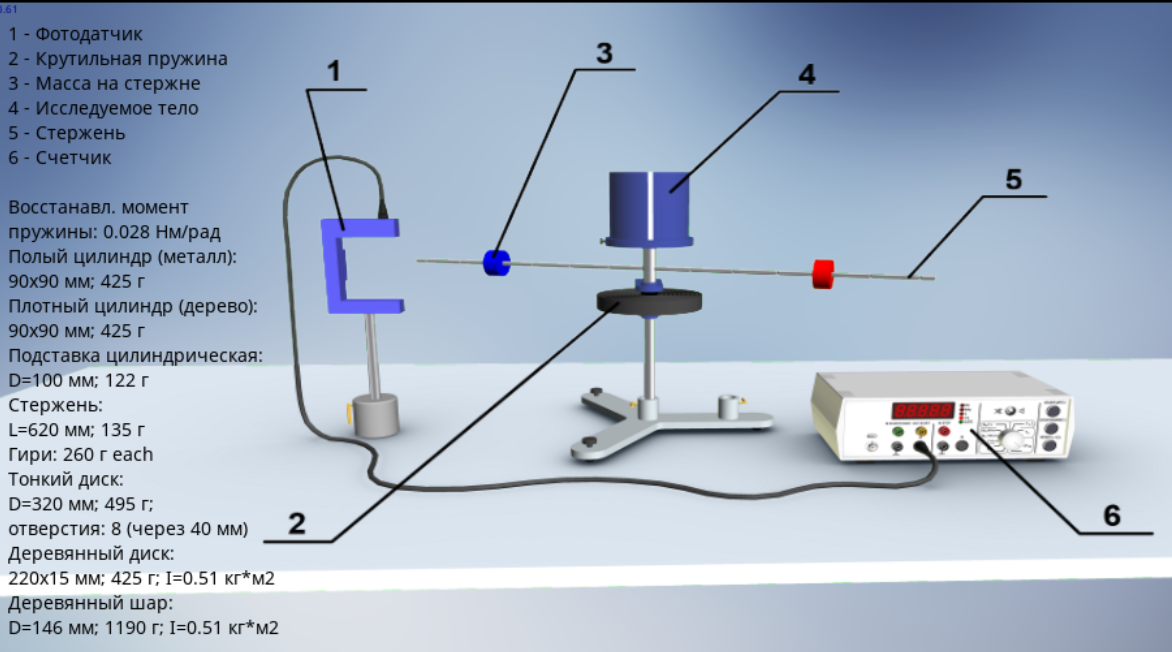 0.61
1 - Фотодатчик
2 - Крутильная пружина
3 - Масса на стержне
4 - Исследуемое тело
5 - Стержень
6 - Счетчик
Восстанавл. момент
пружины: 0.028 Нм/рад
Полый цилиндр (металл):
90x90 мм; 425 г
Плотный цилиндр (дерево):
90x90 мм; 425 г
Подставка цилиндрическая:
D=100 мм; 122 г
Стержень:
L=620 мм; 135 г
Гири: 260 г each
Тонкий диск:
D=320 мм; 495 г;
отверстия: 8 (через 40 мм)
Деревянный диск:
220x15 мм; 425 г; I=0.51 кг*м2
Деревянный шар:
D=146 мм; 1190 г; I=0.51 кг*м2
1
3
4
5
2
6